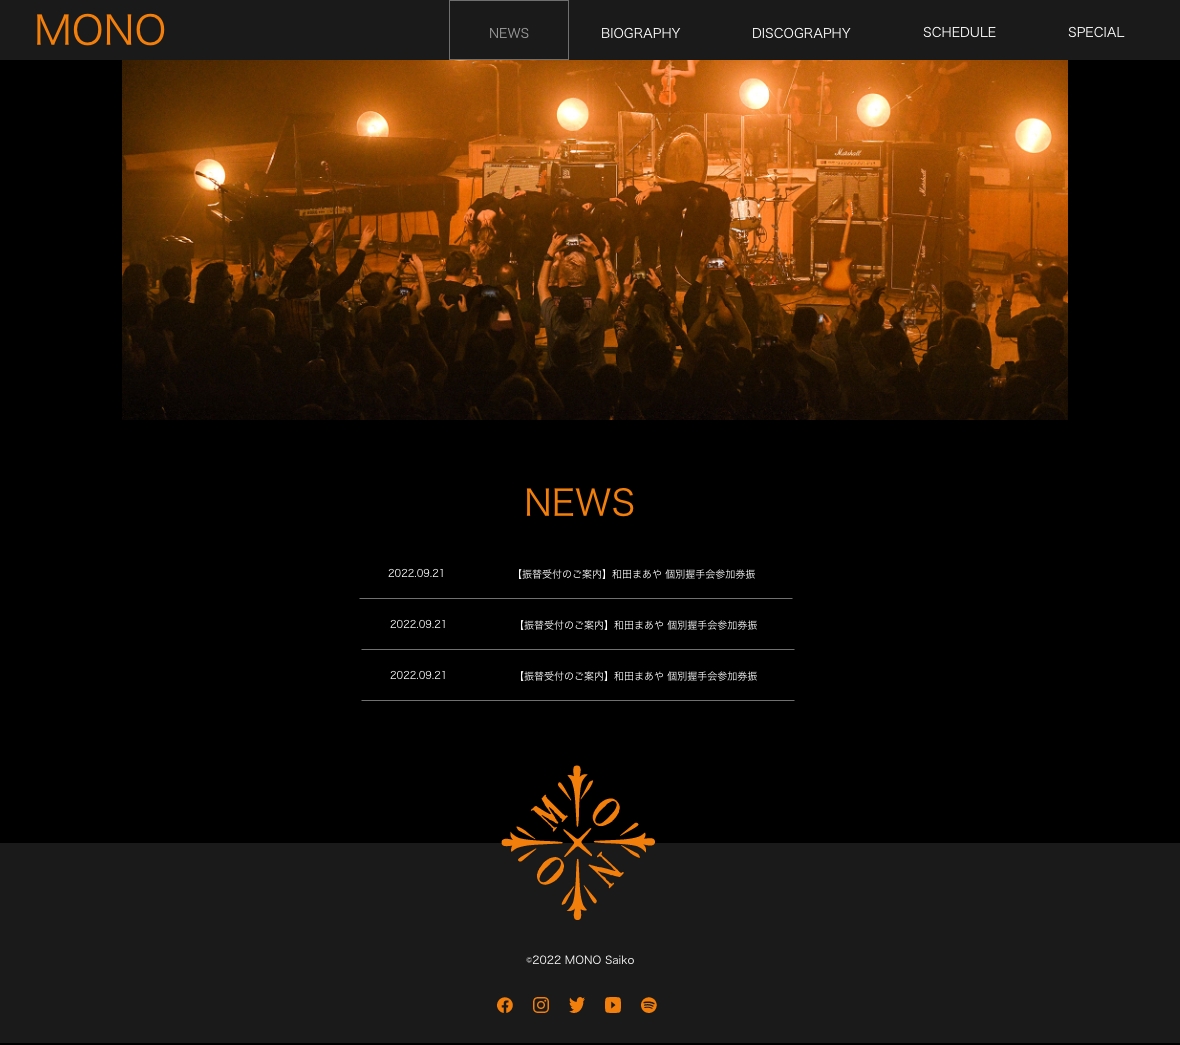 MONO
NEWS BIOGRAPHY DISCOGRAPHY SCHEDULE SPECIAL
Marshall
Marshall
NEWS
2022.09.21 【振替受付のご案内】和田まあや 個別握手会参加券振
2022.09.21 【振替受付のご案内】和田まあや 個別握手会参加券振
2022.09.21 【振替受付のご案内】和田まあや 個別握手会参加券振
M O
O N
©2022 MONO Saiko